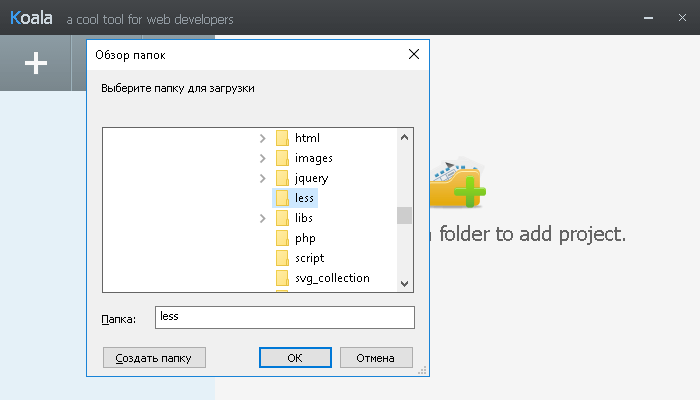 Koala a cool tool for web developers
Обзор папок
Выберите папку для загрузки
html
images
jquery
less
libs
php
script
svg_collection
folder to add project.
Папка: less
Создать папку ОК Отмена